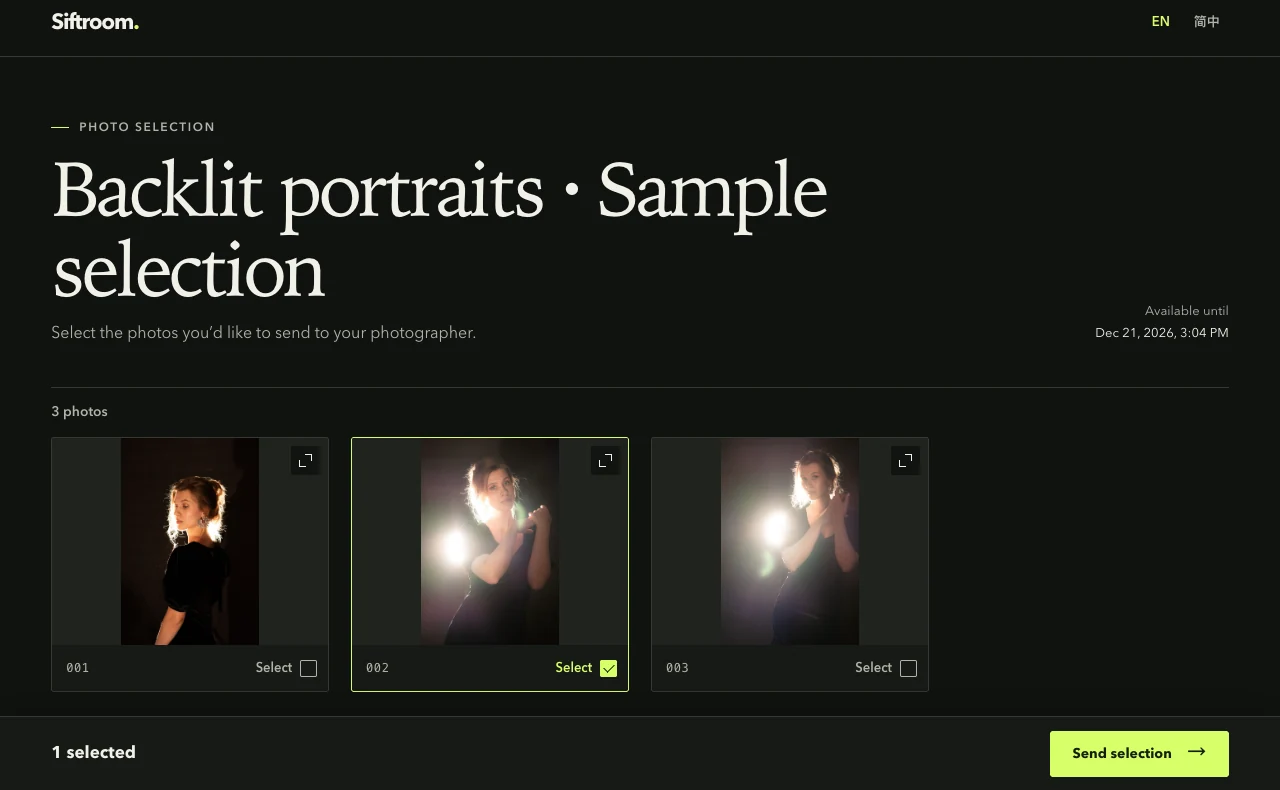 Siftroom.
EN 简中
PHOTO SELECTION
Backlit portraits · Sample
selection
Select the photos you’d like to send to your photographer.
Available until
Dec 21, 2026, 3:04 PM
3 photos
001 Select
002 Select
003 Select
1 selected
Send selection →